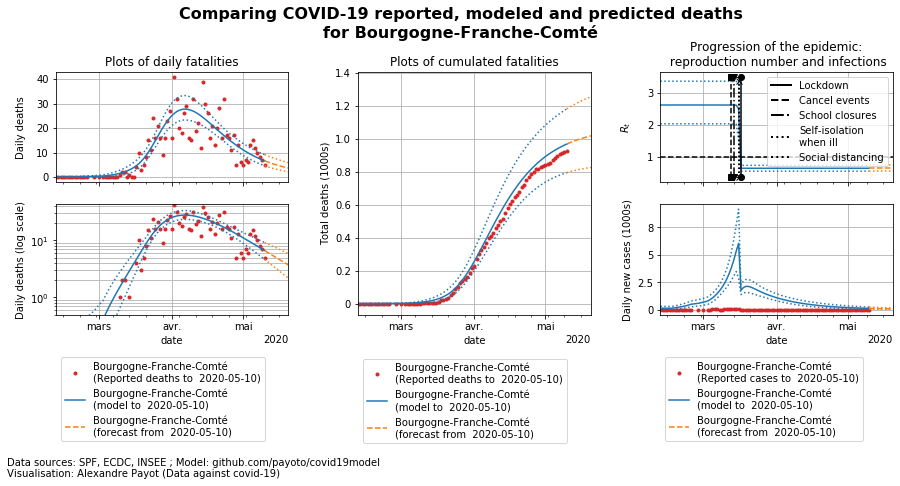 Comparing COVID-19 reported, modeled and predicted deaths
for Bourgogne-Franche-Comté
Plots of daily fatalities
Daily deaths
40
30
20
10
0
Daily deaths (log scale)
10¹
10⁰
mars
avr.
mai
date
2020
Bourgogne-Franche-Comté
(Reported deaths to  2020-05-10)
Bourgogne-Franche-Comté
(model to  2020-05-10)
Bourgogne-Franche-Comté
(forecast from  2020-05-10)
Plots of cumulated fatalities
Total deaths (1000s)
1.4
1.2
1.0
0.8
0.6
0.4
0.2
0
mars
avr.
mai
date
2020
Bourgogne-Franche-Comté
(Reported deaths to  2020-05-10)
Bourgogne-Franche-Comté
(model to  2020-05-10)
Bourgogne-Franche-Comté
(forecast from  2020-05-10)
Progression of the epidemic:
reproduction number and infections
Rₜ
3
2
1
Lockdown
Cancel events
School closures
Self-isolation
when ill
Social distancing
Daily new cases (1000s)
8
5
2.5
0
mars
avr.
mai
date
2020
Bourgogne-Franche-Comté
(Reported cases to  2020-05-10)
Bourgogne-Franche-Comté
(model to  2020-05-10)
Bourgogne-Franche-Comté
(forecast from  2020-05-10)
Data sources: SPF, ECDC, INSEE ; Model: github.com/payoto/covid19model
Visualisation: Alexandre Payot (Data against covid-19)